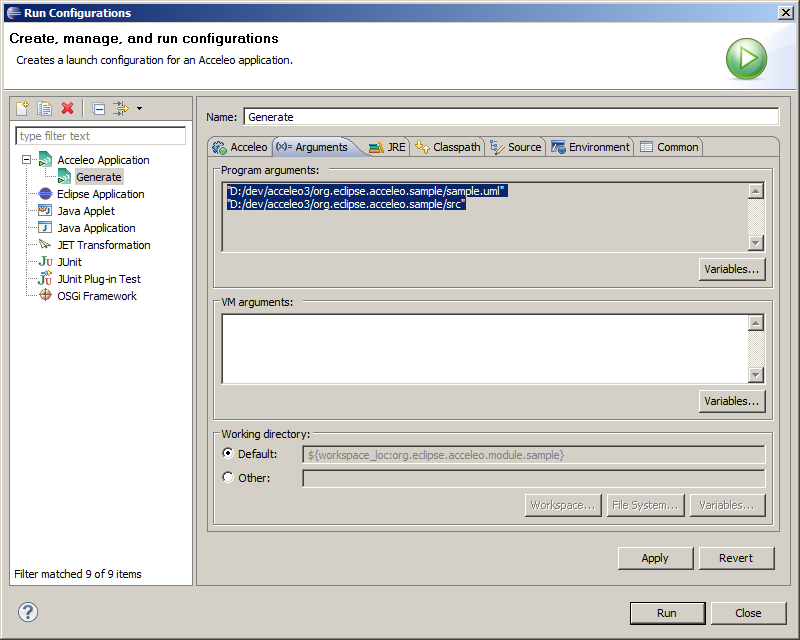 Run Configurations
Create, manage, and run configurations
Creates a launch configuration for an Acceleo application.
type filter text
Acceleo Application
Generate
Eclipse Application
Java Applet
Java Application
JET Transformation
JUnit
JUnit Plug-in Test
OSGi Framework
Filter matched 9 of 9 items
Name: Generate
Acceleo (x)= Arguments JRE Classpath Source Environment Common
Program arguments:
"D:/dev/acceleo3/org.eclipse.acceleo.sample/sample.uml"
"D:/dev/acceleo3/org.eclipse.acceleo.sample/src"
Variables...
VM arguments:
Variables...
Working directory:
Default: ${workspace_loc:org.eclipse.acceleo.module.sample}
Other:
Workspace... File System... Variables...
Apply Revert
? Run Close